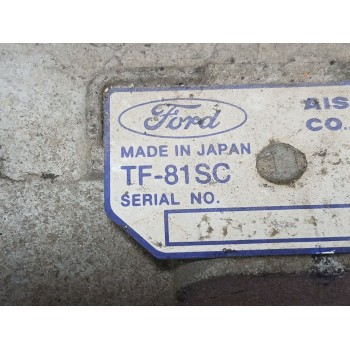 Ford
AIS
CO.
MADE IN JAPAN
TF-81SC
SERIAL NO.